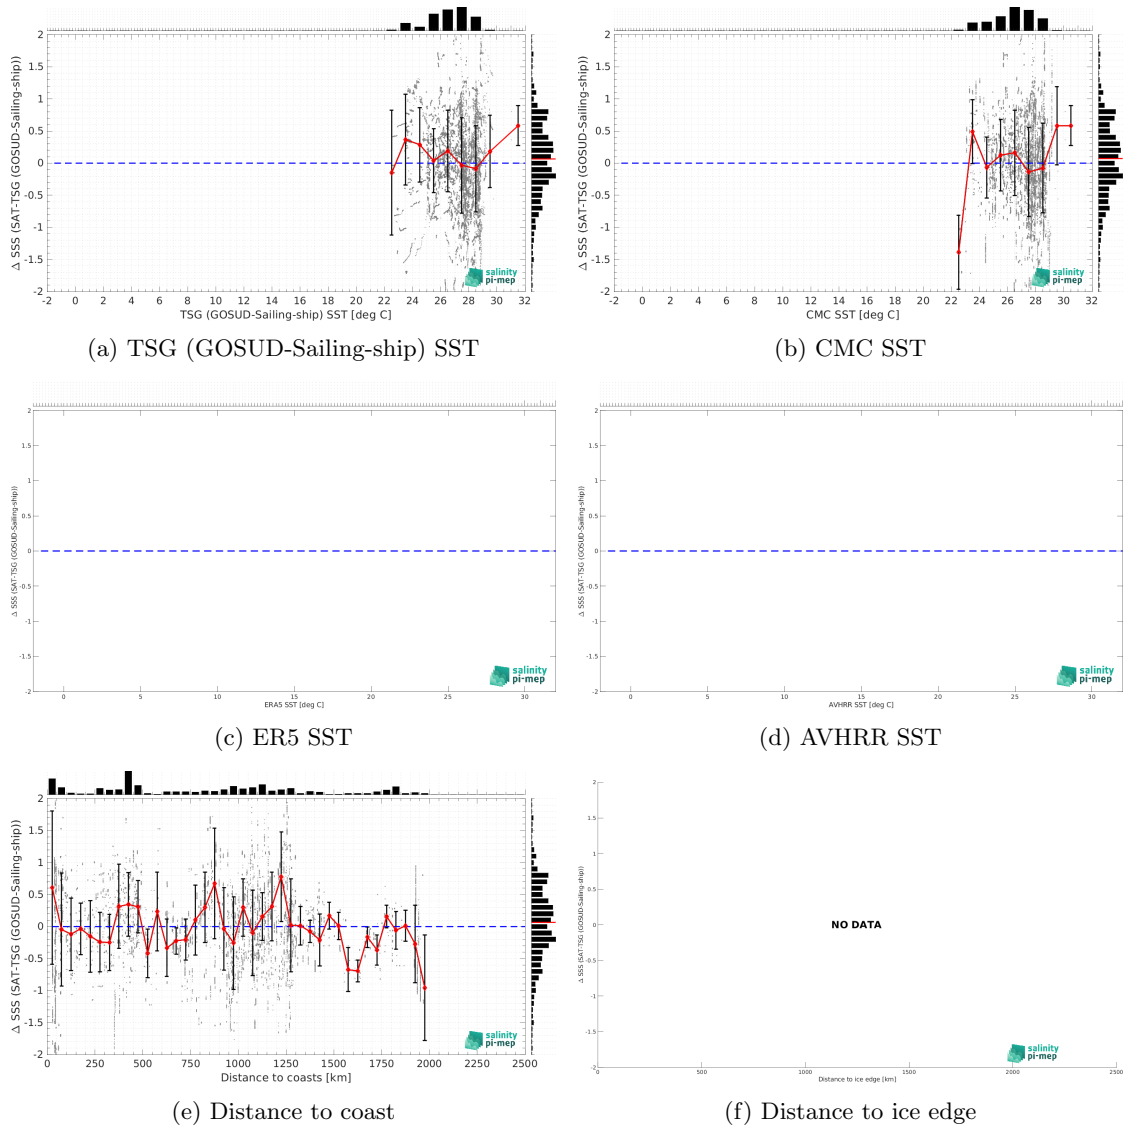 2
1.5
1
0.5
0
-0.5
-1
-1.5
-2
Δ SSS (SAT-TSG (GOSUD-Sailing-ship))
-2 0 2 4 6 8 10 12 14 16 18 20 22 24 26 28 30 32
TSG (GOSUD-Sailing-ship) SST [deg C]
salinity
pi-mep
(a) TSG (GOSUD-Sailing-ship) SST
2
1.5
1
0.5
0
-0.5
-1
-1.5
-2
Δ SSS (SAT-TSG (GOSUD-Sailing-ship))
-2 0 2 4 6 8 10 12 14 16 18 20 22 24 26 28 30 32
CMC SST [deg C]
salinity
pi-mep
(b) CMC SST
2
1.5
1
0.5
0
-0.5
-1
-1.5
-2
Δ SSS (SAT-TSG (GOSUD-Sailing-ship))
0 5 10 15 20 25 30
ERA5 SST [deg C]
salinity
pi-mep
(c) ER5 SST
2
1.5
1
0.5
0
-0.5
-1
-1.5
-2
Δ SSS (SAT-TSG (GOSUD-Sailing-ship))
0 5 10 15 20 25 30
AVHRR SST [deg C]
salinity
pi-mep
(d) AVHRR SST
2
1.5
1
0.5
0
-0.5
-1
-1.5
-2
Δ SSS (SAT-TSG (GOSUD-Sailing-ship))
0 250 500 750 1000 1250 1500 1750 2000 2250 2500
Distance to coasts [km]
salinity
pi-mep
(e) Distance to coast
2
1.5
1
0.5
0
-0.5
-1
-1.5
-2
Δ SSS (SAT-TSG (GOSUD-Sailing-ship))
NO DATA
0 500 1000 1500 2000 2500
Distance to ice edge [km]
salinity
pi-mep
(f) Distance to ice edge